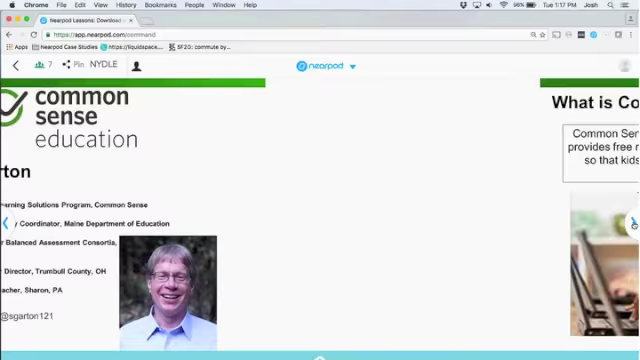 Chrome File Edit View History Bookmarks People Window Help
96% Tue 1:17 PM Josh
Nearpod Lessons: Download
https://app.nearpod.com/command
Apps Nearpod Case Studies https://liquidspace. SF2G: commute by
7 Pin NYDLE
nearpod
common
sense
education
What is Co
Common Sen
provides free r
so that kids
rton
earning Solutions Program, Common Sense
y Coordinator, Maine Department of Education
r Balanced Assessment Consortia,
r Director, Trumbull County, OH
acher, Sharon, PA
@sgarton121